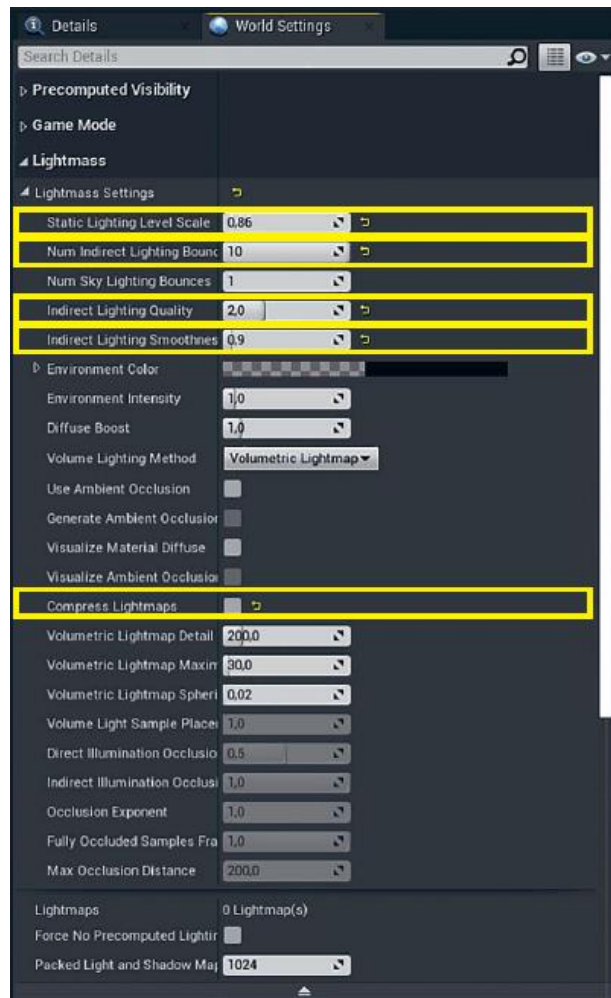 Details
World Settings
Search Details
Precomputed Visibility
Game Mode
Lightmass
Lightmass Settings
Static Lighting Level Scale 0,86
Num Indirect Lighting Bounc 10
Num Sky Lighting Bounces 1
Indirect Lighting Quality 2,0
Indirect Lighting Smoothnes 0,9
Environment Color
Environment Intensity 1,0
Diffuse Boost 1,0
Volume Lighting Method Volumetric Lightmap
Use Ambient Occlusion
Generate Ambient Occlusion
Visualize Material Diffuse
Visualize Ambient Occlusion
Compress Lightmaps
Volumetric Lightmap Detail 200,0
Volumetric Lightmap Maxim 30,0
Volumetric Lightmap Spheri 0,02
Volume Light Sample Placei 1,0
Direct Illumination Occlusio 0,5
Indirect Illumination Occlusi 1,0
Occlusion Exponent 1,0
Fully Occluded Samples Fra 1,0
Max Occlusion Distance 200,0
Lightmaps 0 Lightmap(s)
Force No Precomputed Lightin
Packed Light and Shadow Maj 1024